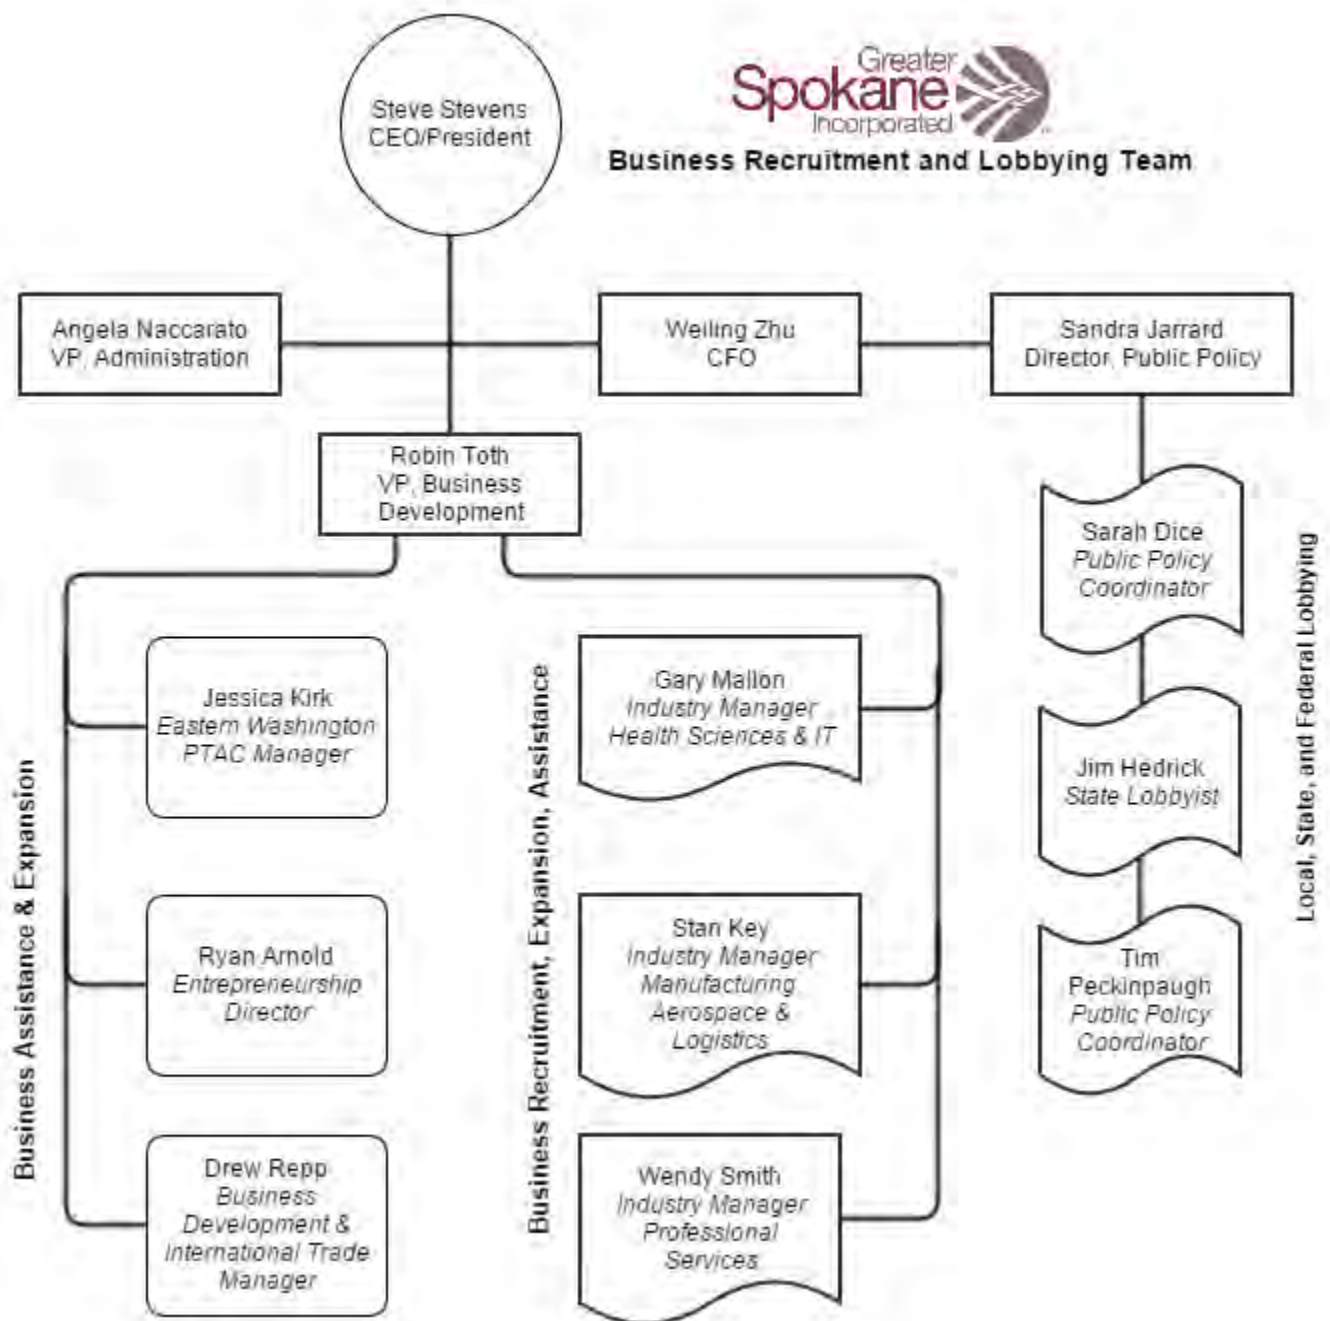 Steve Stevens
CEO/President
Greater
Spokane
Incorporated
Business Recruitment and Lobbying Team
Angela Naccarato
VP, Administration
Weiling Zhu
CFO
Sandra Jarrard
Director, Public Policy
Robin Toth
VP, Business
Development
Business Assistance & Expansion
Jessica Kirk
Eastern Washington
PTAC Manager
Ryan Arnold
Entrepreneurship
Director
Drew Repp
Business
Development &
International Trade
Manager
Business Recruitment, Expansion, Assistance
Gary Mallon
Industry Manager
Health Sciences & IT
Stan Key
Industry Manager
Manufacturing,
Aerospace &
Logistics
Wendy Smith
Industry Manager
Professional
Services
Sarah Dice
Public Policy
Coordinator
Jim Hedrick
State Lobbyist
Tim
Peckinpaugh
Public Policy
Coordinator
Local, State, and Federal Lobbying